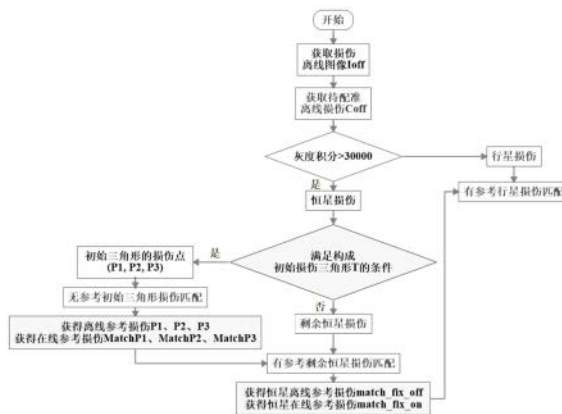 开始
获取损伤
离线图像Ioff
获取待配准
离线损伤Coff
灰度积分>30000
行星损伤
是
恒星损伤
有参考行星损伤匹配
满足构成
初始损伤三角形T的条件
是
初始三角形的损伤点
(P1, P2, P3)
否
无参考初始三角形损伤匹配
剩余恒星损伤
获得离线参考损伤P1、P2、P3
获得在线参考损伤MatchP1、MatchP2、MatchP3
有参考剩余恒星损伤匹配
获得恒星离线参考损伤match_fix_off
获得恒星在线参考损伤match_fix_on